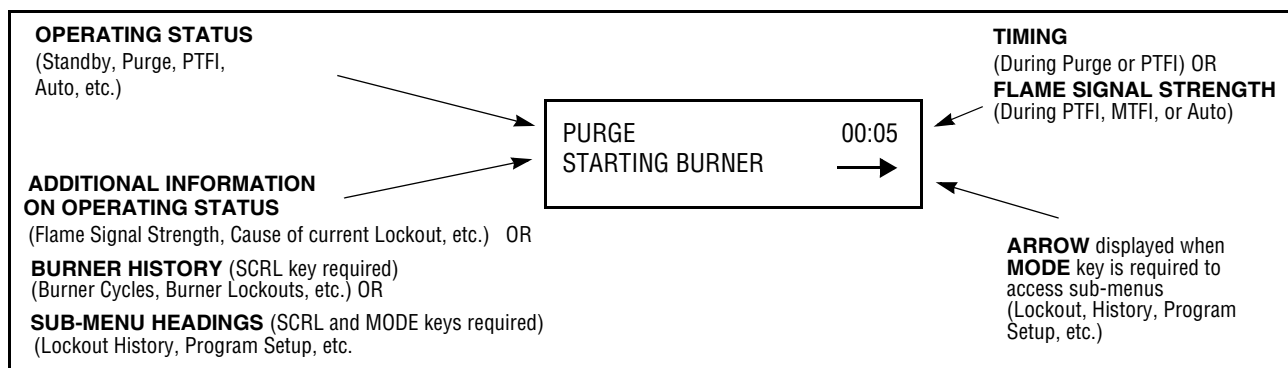 OPERATING STATUS
(Standby, Purge, PTFI,
Auto, etc.)
TIMING
(During Purge or PTFI) OR
FLAME SIGNAL STRENGTH
(During PTFI, MTFI, or Auto)
PURGE 00:05
STARTING BURNER
ADDITIONAL INFORMATION
ON OPERATING STATUS
(Flame Signal Strength, Cause of current Lockout, etc.) OR
BURNER HISTORY (SCRL key required)
(Burner Cycles, Burner Lockouts, etc.) OR
SUB-MENU HEADINGS (SCRL and MODE keys required)
(Lockout History, Program Setup, etc.
ARROW displayed when
MODE key is required to
access sub-menus
(Lockout, History, Program
Setup, etc.)